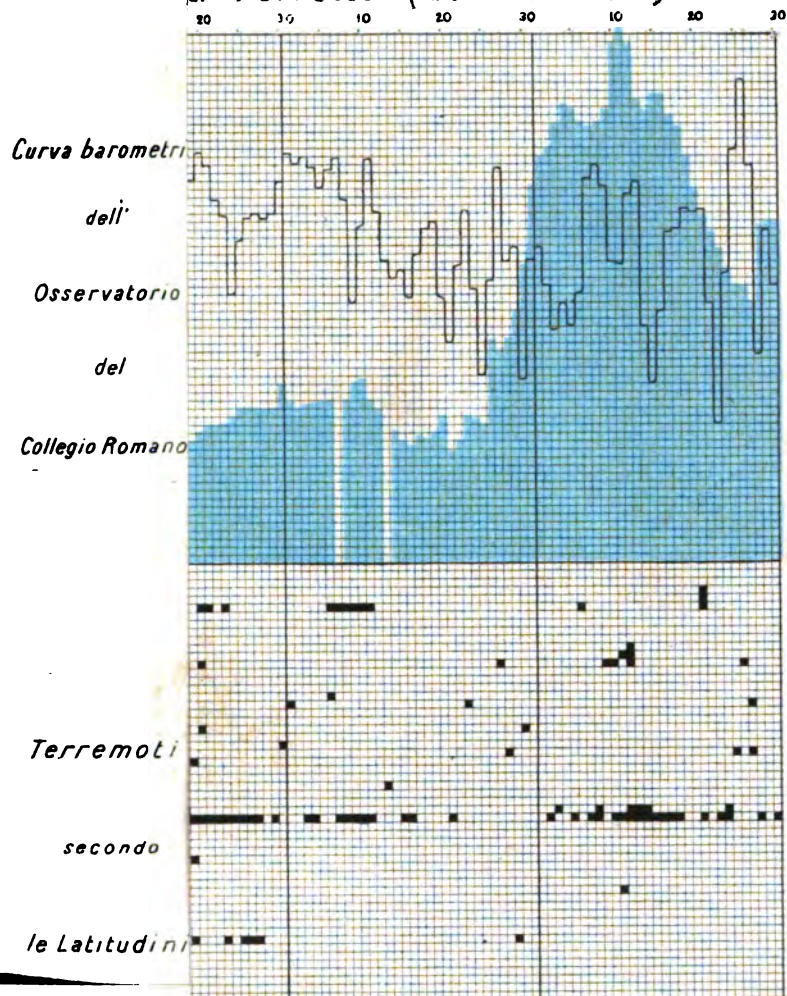 20 30 10 20 30 10 20 30
Curva barometri
dell'
Osservatorio
del
Collegio Romano
Terremoti
secondo
le Latitudini